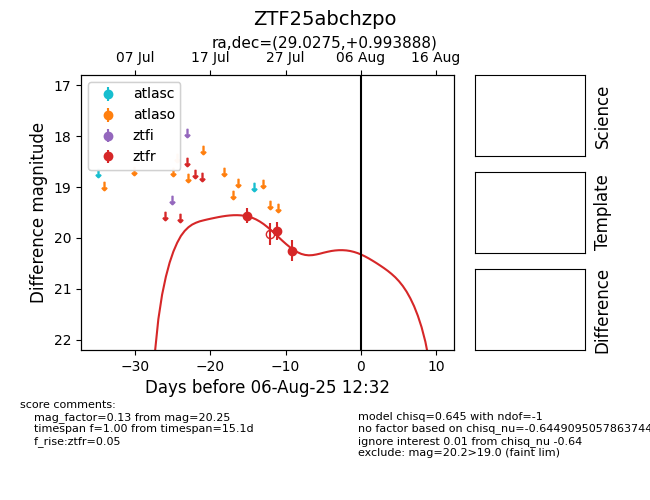 ZTF25abchzpo
ra,dec=(29.0275,+0.993888)
07 Jul 17 Jul 27 Jul 06 Aug 16 Aug
17
18
19
20
21
22
Difference magnitude
atlasc
atlaso
ztfi
ztfr
−30 −20 −10 0 10
Days before 06-Aug-25 12:32
Science
Template
Difference
score comments:
mag_factor=0.13 from mag=20.25
timespan f=1.00 from timespan=15.1d
f_rise:ztfr=0.05
model chisq=0.645 with ndof=-1
no factor based on chisq_nu=-0.6449095057863744
ignore interest 0.01 from chisq_nu -0.64
exclude: mag=20.2>19.0 (faint lim)